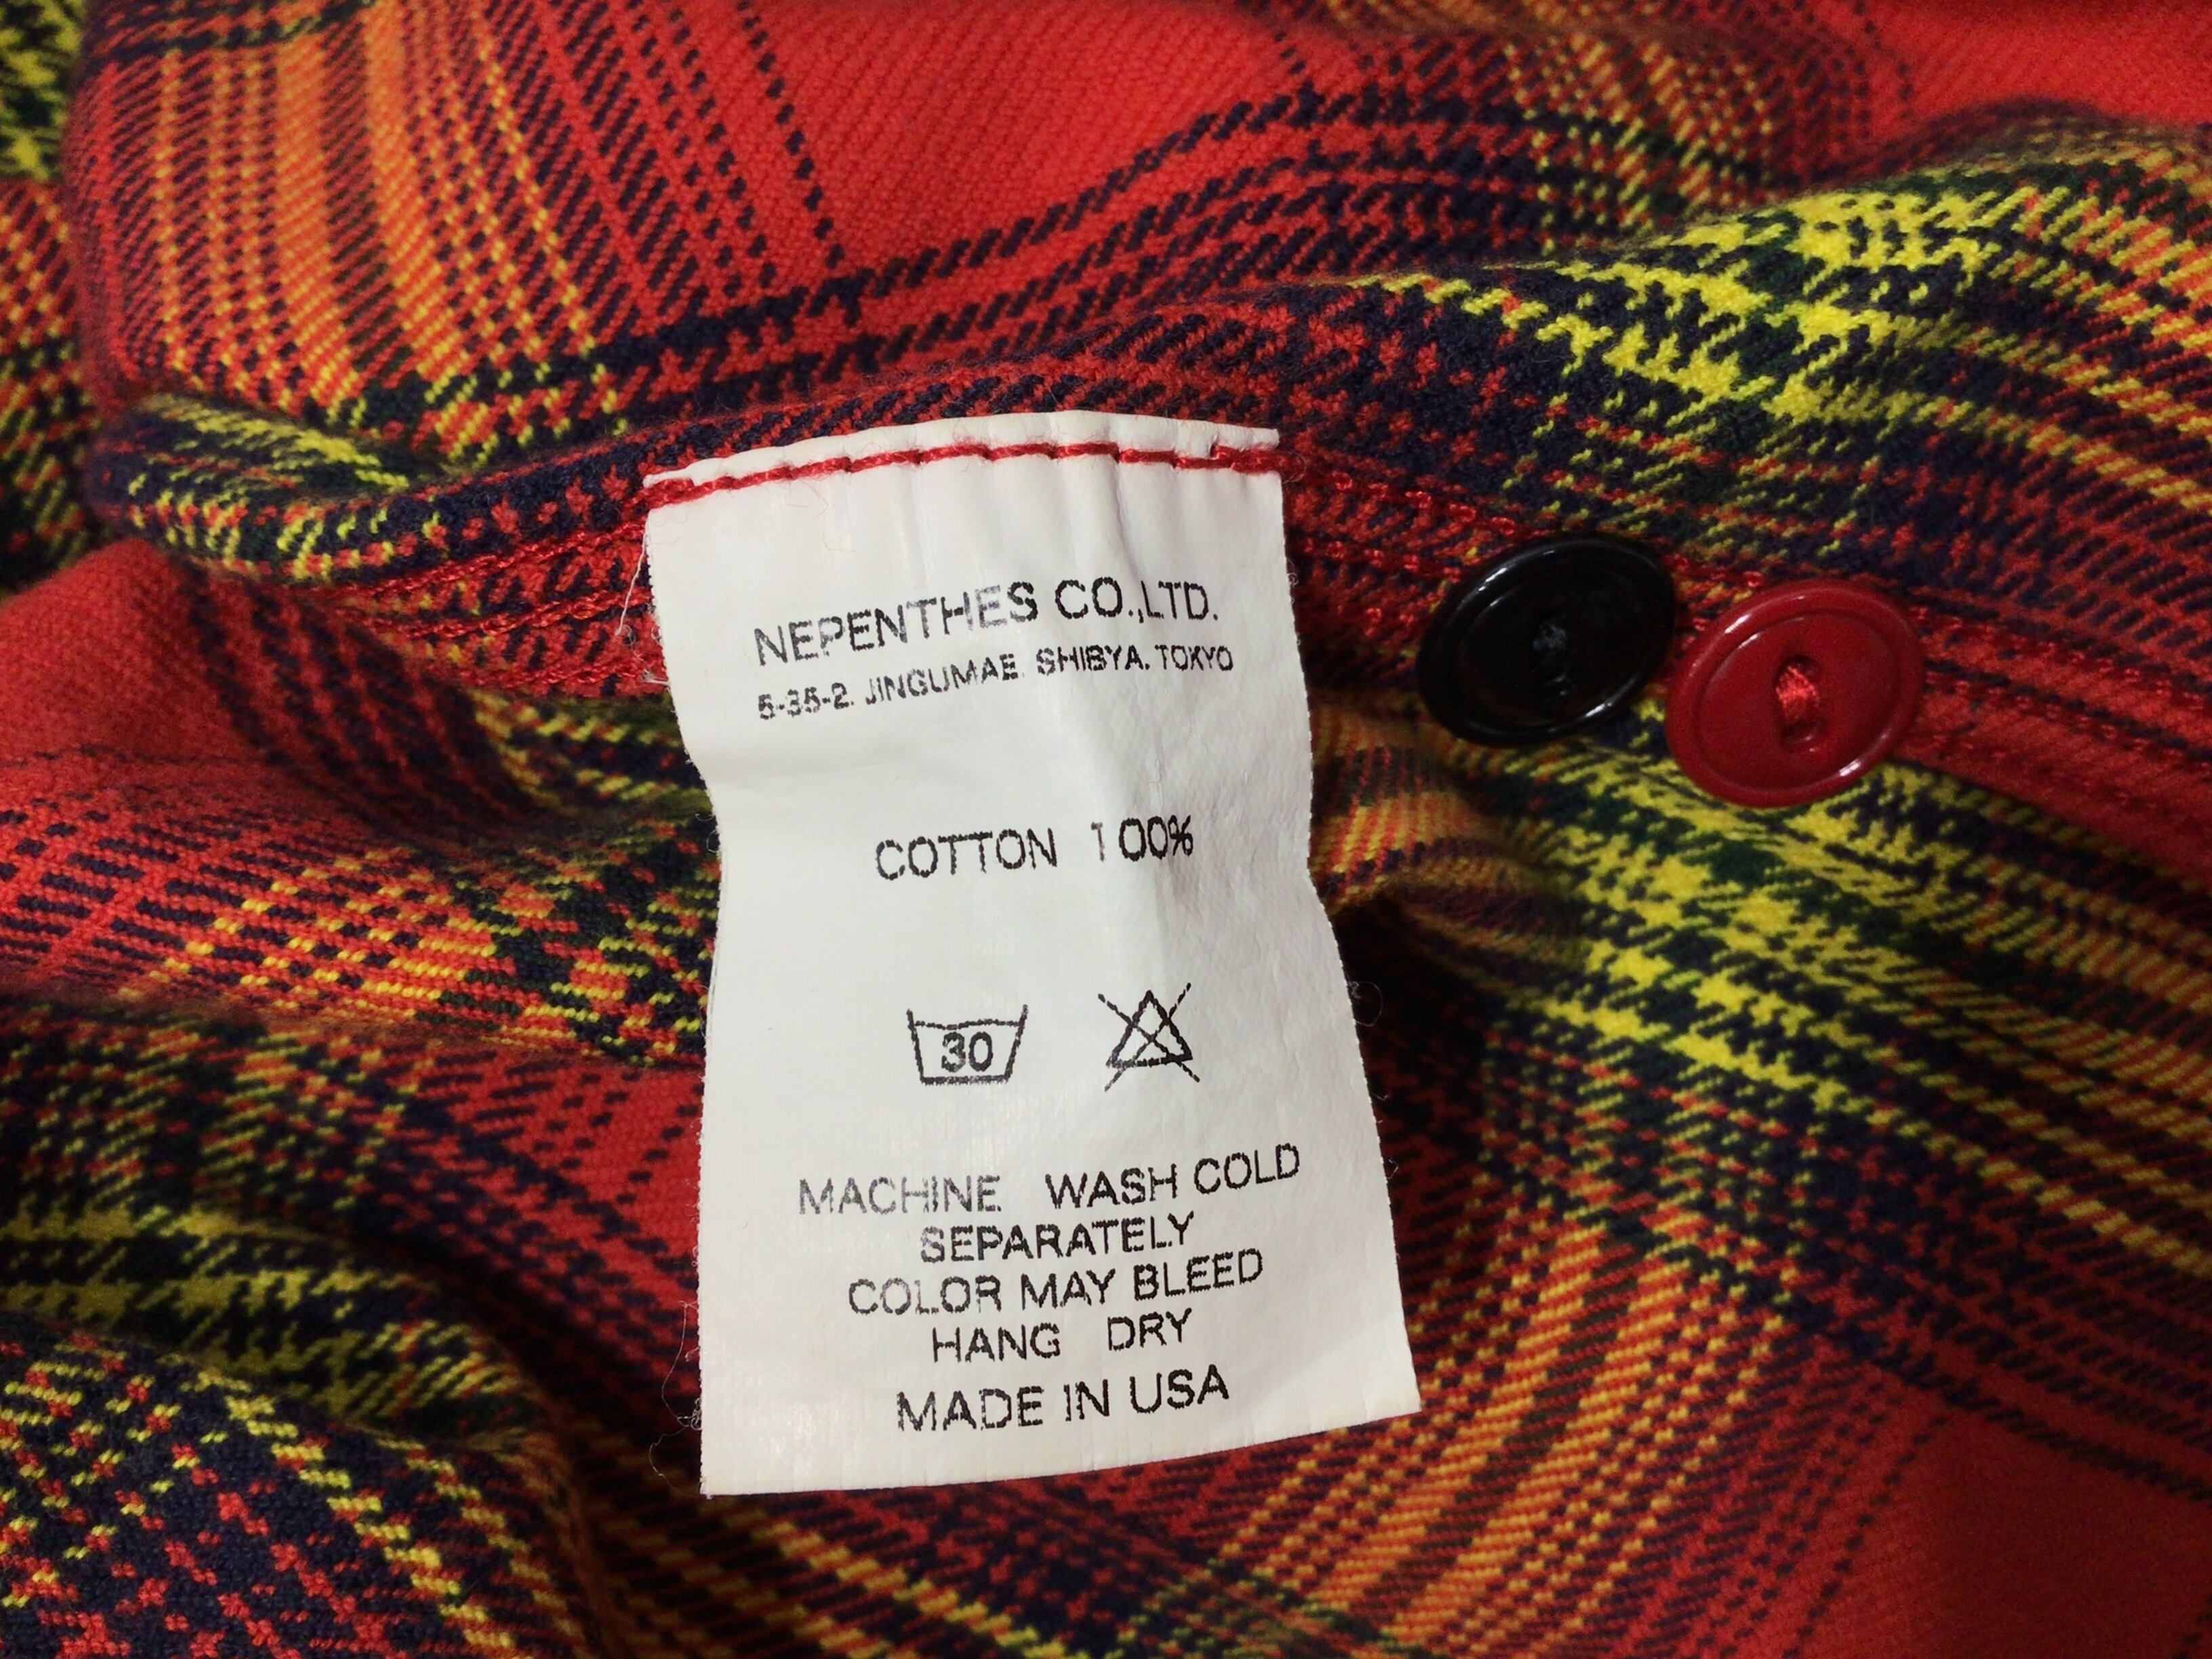 NEPENTHES CO.,LTD.
5-35-2. JINGUMAE. SHIBYA. TOKYO
COTTON 100%
30
MACHINE WASH COLD
SEPARATELY
COLOR MAY BLEED
HANG DRY
MADE IN USA